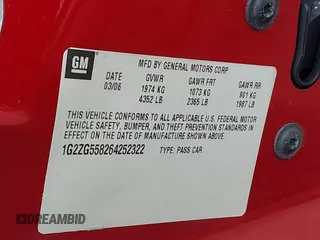 GM
MFD BY GENERAL MOTORS CORP
DATE GVWR GAWR FRT GAWR RR
03/06 1974 KG 1073 KG 901 KG
4352 LB 2365 LB 1987 LB
THIS VEHICLE CONFORMS TO ALL APPLICABLE U.S. FEDERAL MOTOR VEHICLE
SAFETY, BUMPER, AND THEFT PREVENTION STANDARDS IN
EFFECT ON THE DATE OF MANUFACTURE SHOWN ABOVE.
1G2ZG558264252322 TYPE: PASS CAR
DREAMBID